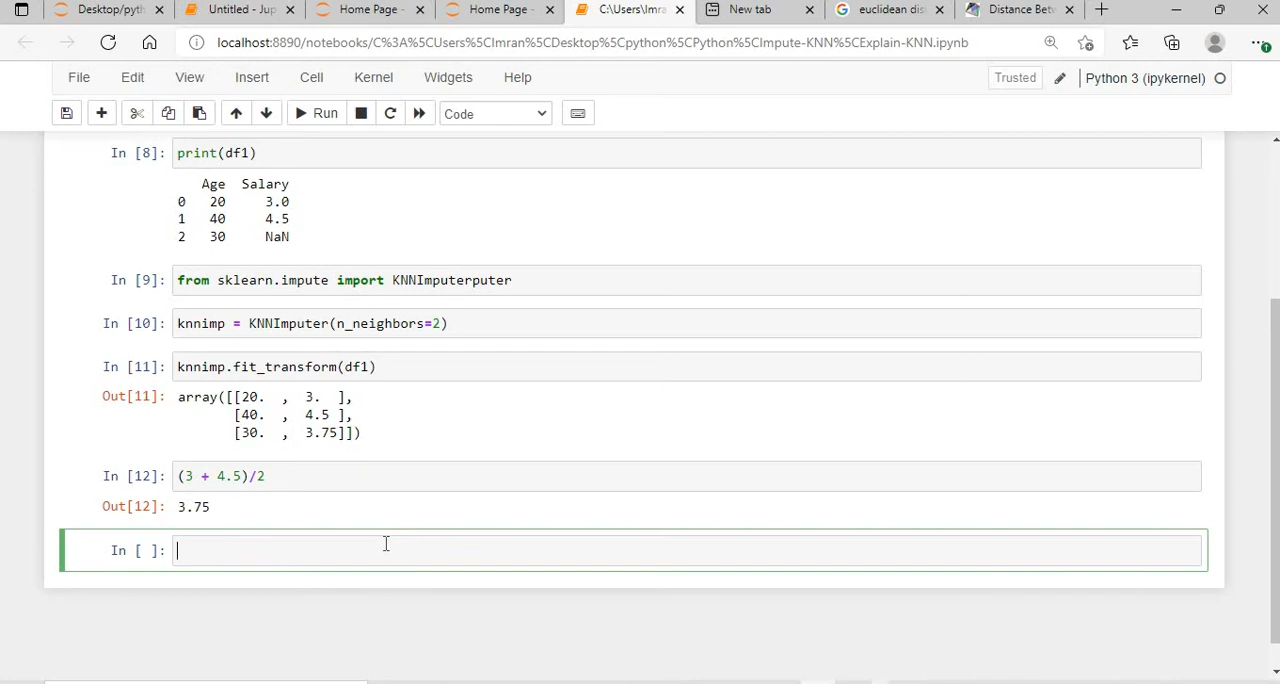 Desktop/pyth
Untitled - Jup
Home Page -
Home Page -
C:\Users\Imra
New tab
euclidean dis
Distance Betw
localhost:8890/notebooks/C%3A%5CUsers%5CImran%5CDesktop%5Cpython%5CPython%5CImpute-KNN%5CExplain-KNN.ipynb
File Edit View Insert Cell Kernel Widgets Help Trusted Python 3 (ipykernel)
Run Code
In [8]: print(df1)
Age Salary
0 20 3.0
1 40 4.5
2 30 NaN
In [9]: from sklearn.impute import KNNImputerputer
In [10]: knnimp = KNNImputer(n_neighbors=2)
In [11]: knnimp.fit_transform(df1)
Out[11]: array([[20. , 3. ],
[40. , 4.5 ],
[30. , 3.75]])
In [12]: (3 + 4.5)/2
Out[12]: 3.75
In [ ]: